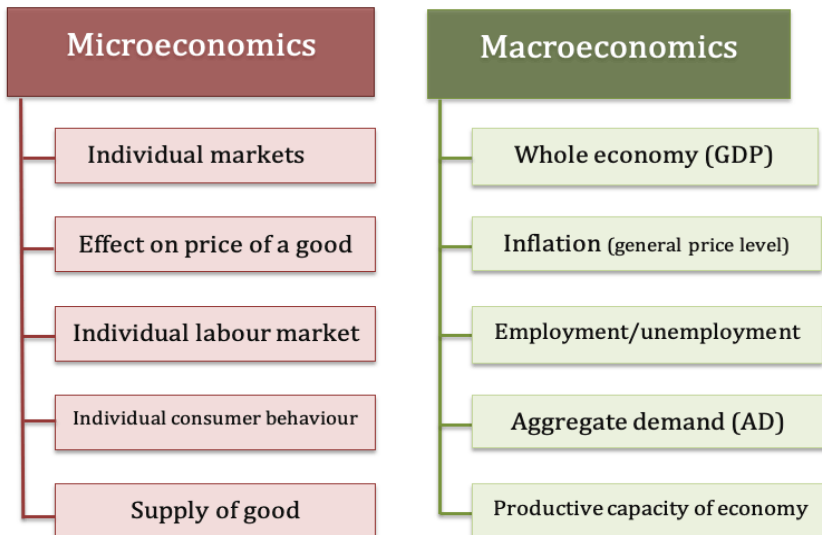 Microeconomics
Individual markets
Effect on price of a good
Individual labour market
Individual consumer behaviour
Supply of good
Macroeconomics
Whole economy (GDP)
Inflation (general price level)
Employment/unemployment
Aggregate demand (AD)
Productive capacity of economy